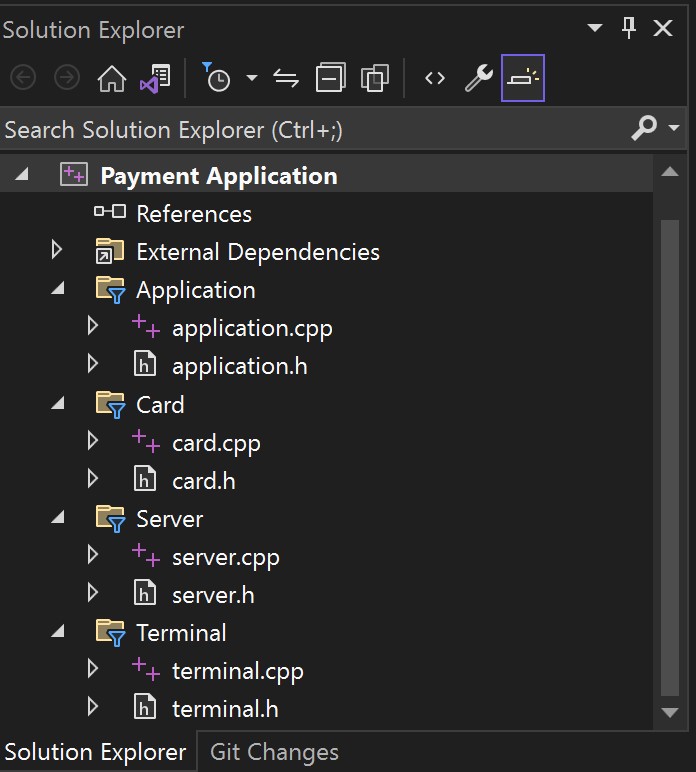 Solution Explorer
Search Solution Explorer (Ctrl+;)
Payment Application
References
External Dependencies
Application
application.cpp
application.h
Card
card.cpp
card.h
Server
server.cpp
server.h
Terminal
terminal.cpp
terminal.h
Solution Explorer Git Changes